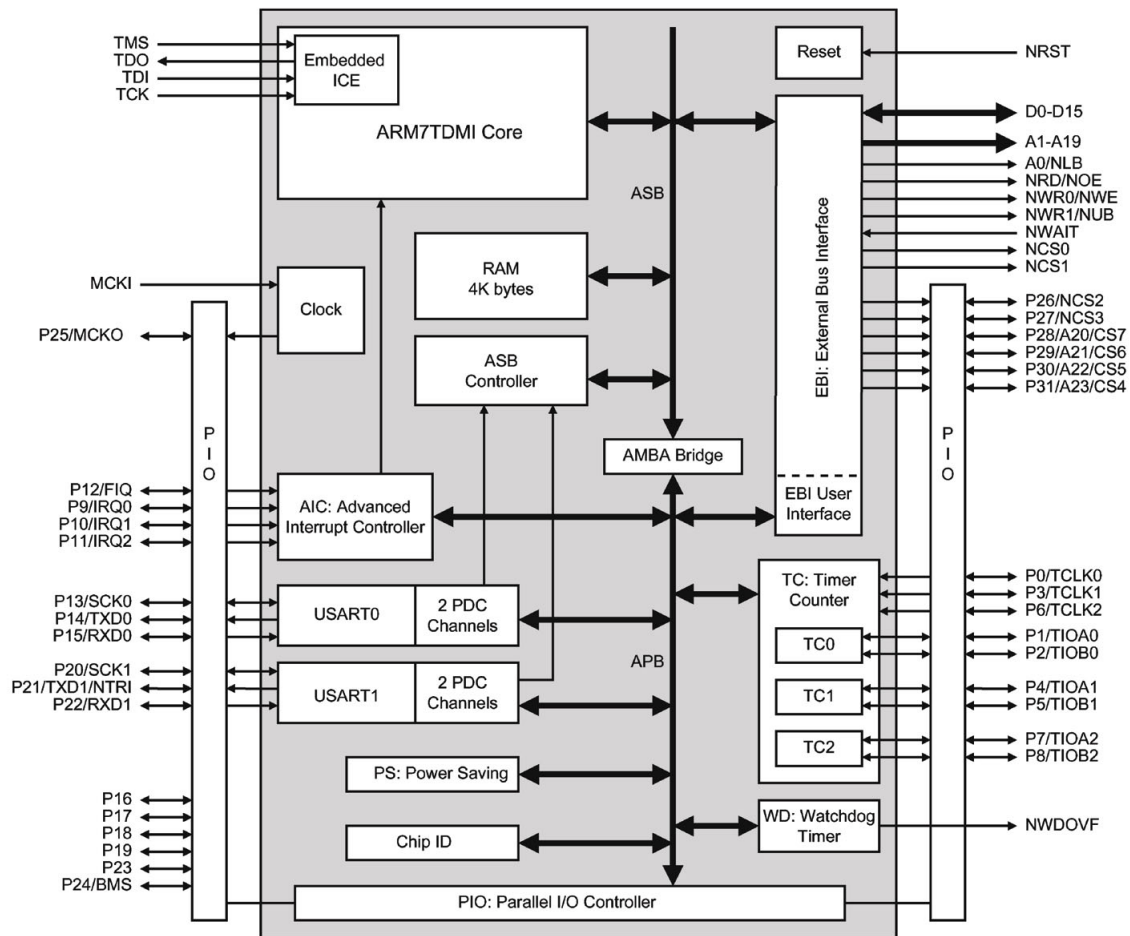 TMS
TDO
TDI
TCK
Embedded
ICE
ARM7TDMI Core
Reset
NRST
D0-D15
A1-A19
A0/NLB
NRD/NOE
NWR0/NWE
NWR1/NUB
NWAIT
NCS0
NCS1
ASB
EBI: External Bus Interface
RAM
4K bytes
MCKI
Clock
P25/MCKO
P26/NCS2
P27/NCS3
P28/A20/CS7
P29/A21/CS6
P30/A22/CS5
P31/A23/CS4
ASB
Controller
PIO
PIO
AMBA Bridge
EBI User
Interface
P12/FIQ
P9/IRQ0
P10/IRQ1
P11/IRQ2
AIC: Advanced
Interrupt Controller
P13/SCK0
P14/TXD0
P15/RXD0
USART0
2 PDC
Channels
P20/SCK1
P21/TXD1/NTRI
P22/RXD1
USART1
2 PDC
Channels
APB
TC: Timer
Counter
TC0
TC1
TC2
P0/TCLK0
P3/TCLK1
P6/TCLK2
P1/TIOA0
P2/TIOB0
P4/TIOA1
P5/TIOB1
P7/TIOA2
P8/TIOB2
PS: Power Saving
Chip ID
WD: Watchdog
Timer
NWDOVF
P16
P17
P18
P19
P23
P24/BMS
PIO: Parallel I/O Controller